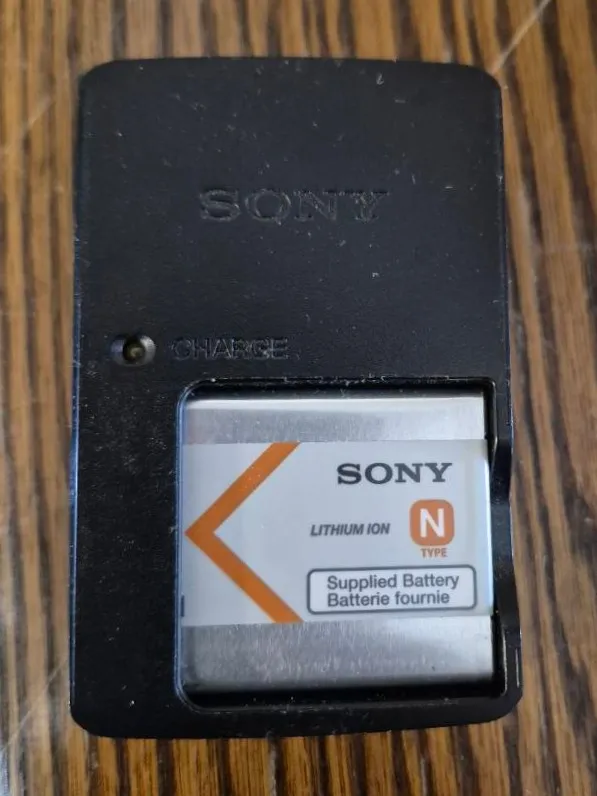 SONY
CHARGE
SONY
LITHIUM ION
N
TYPE
Supplied Battery
Batterie fournie